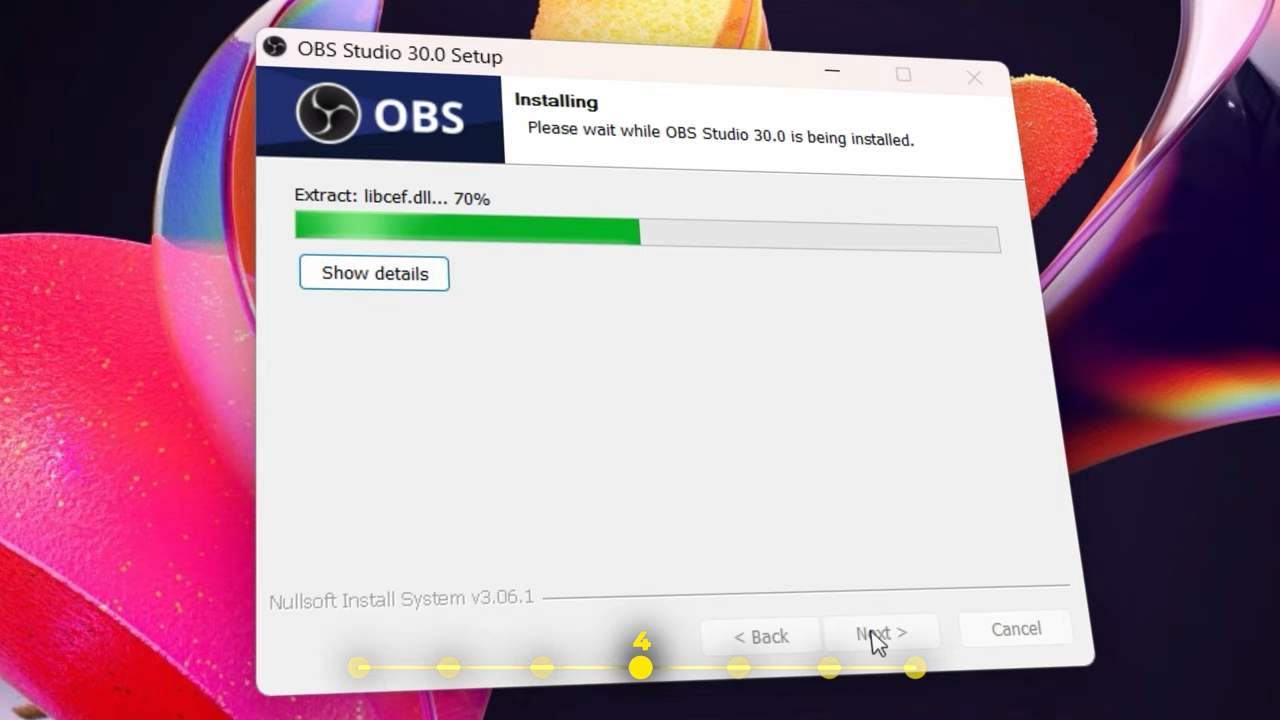 OBS Studio 30.0 Setup
OBS
Installing
Please wait while OBS Studio 30.0 is being installed.
Extract: libcef.dll... 70%
Show details
Nullsoft Install System v3.06.1
4
< Back
Next >
Cancel